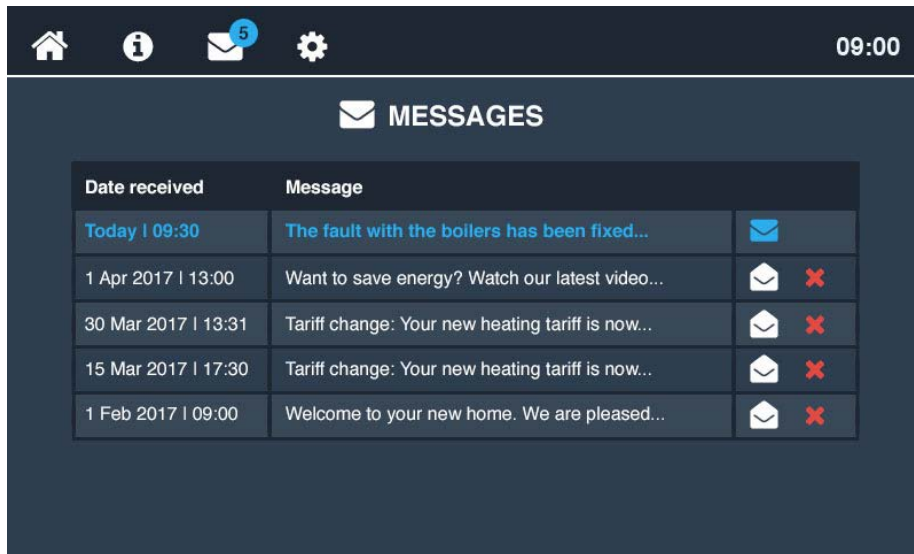 5
09:00
MESSAGES
Date received Message
Today | 09:30 The fault with the boilers has been fixed...
1 Apr 2017 | 13:00 Want to save energy? Watch our latest video...
30 Mar 2017 | 13:31 Tariff change: Your new heating tariff is now...
15 Mar 2017 | 17:30 Tariff change: Your new heating tariff is now...
1 Feb 2017 | 09:00 Welcome to your new home. We are pleased...